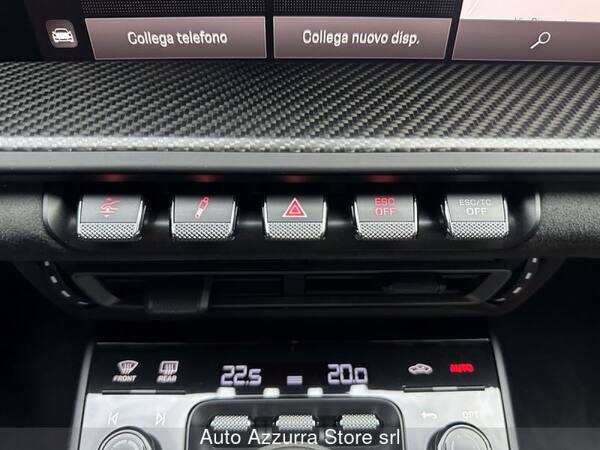 Collega telefono
Collega nuovo disp.
ESC OFF
ESC/TC OFF
FRONT
REAR
22.5
20.0
AUTO
OPT
Auto Azzurra Store srl